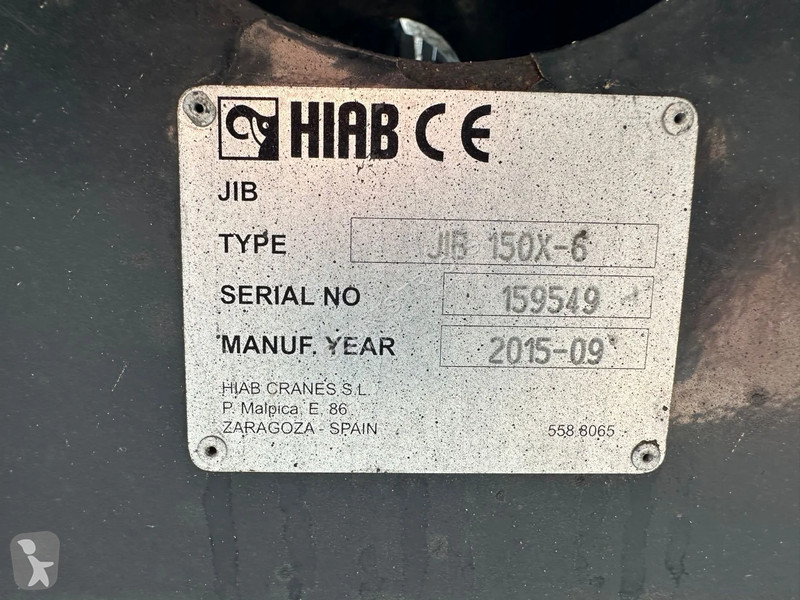 HIAB CE
JIB
TYPE JIB 150X-6
SERIAL NO 159549
MANUF. YEAR 2015-09
HIAB CRANES S.L.
P. Malpica, E. 86
ZARAGOZA - SPAIN 558 8065